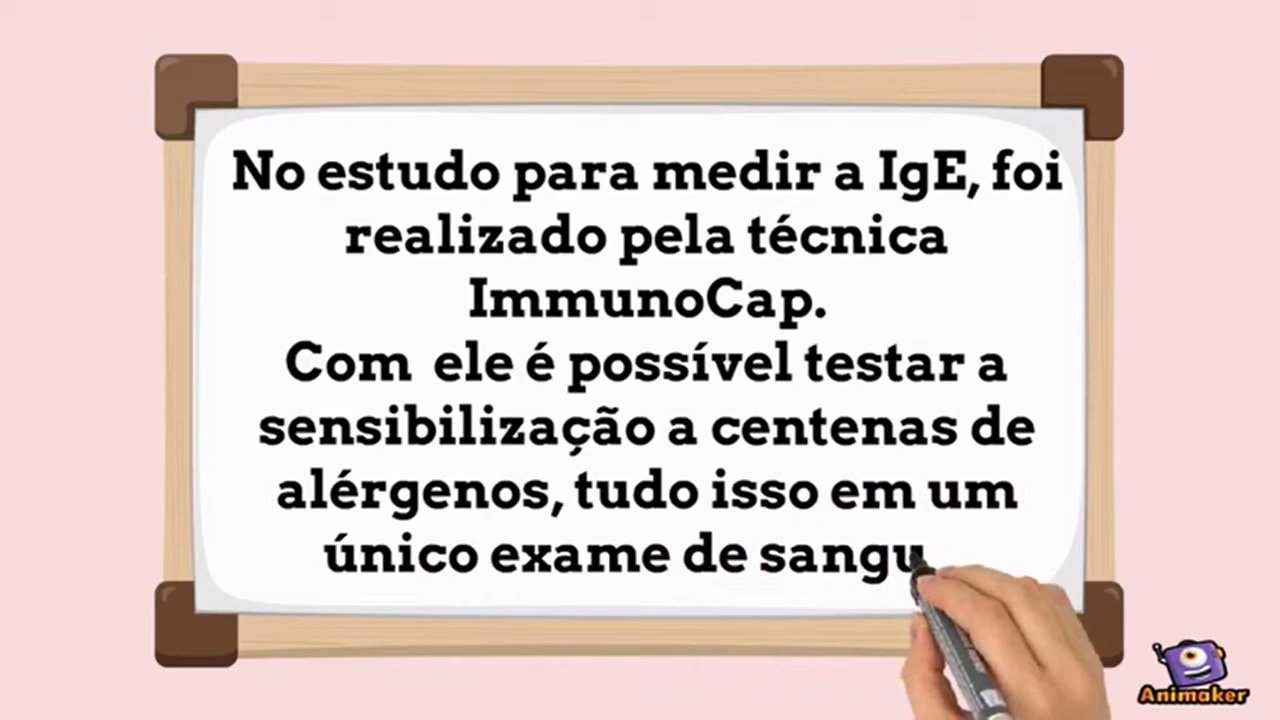 No estudo para medir a IgE, foi
realizado pela técnica
ImmunoCap.
Com ele é possível testar a
sensibilização a centenas de
alérgenos, tudo isso em um
único exame de sangu
Animaker